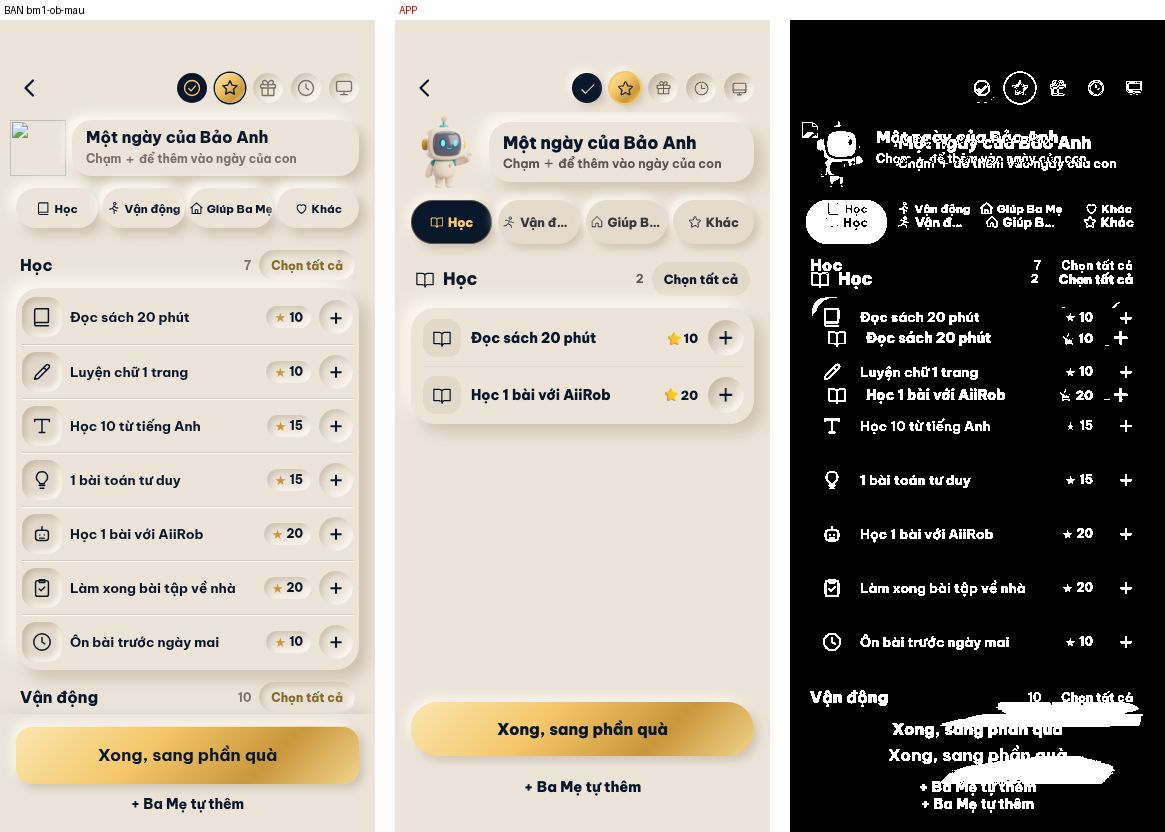 BAN bm1-ob-mau
Một ngày của Bảo Anh
Chạm + để thêm vào ngày của con
Học
Vận động
Giúp Ba Mẹ
Khác
Học
7
Chọn tất cả
Đọc sách 20 phút
★ 10
+
Luyện chữ 1 trang
★ 10
+
Học 10 từ tiếng Anh
★ 15
+
1 bài toán tư duy
★ 15
+
Học 1 bài với AiiRob
★ 20
+
Làm xong bài tập về nhà
★ 20
+
Ôn bài trước ngày mai
★ 10
+
Vận động
10
Chọn tất cả
Xong, sang phần quà
+ Ba Mẹ tự thêm
APP
Một ngày của Bảo Anh
Chạm + để thêm vào ngày của con
Học
Vận đ...
Giúp B...
Khác
Học
2
Chọn tất cả
Đọc sách 20 phút
10
+
Học 1 bài với AiiRob
20
+
Xong, sang phần quà
+ Ba Mẹ tự thêm
Học
Vận động
Giúp Ba Mẹ
Khác
Học
Vận đ...
Giúp B...
Khác
Học
7
Chọn tất cả
Học
2
Chọn tất cả
Đọc sách 20 phút
★ 10
+
Đọc sách 20 phút
10
+
Luyện chữ 1 trang
★ 10
+
Học 1 bài với AiiRob
20
+
Học 10 từ tiếng Anh
★ 15
+
1 bài toán tư duy
★ 15
+
Học 1 bài với AiiRob
★ 20
+
Làm xong bài tập về nhà
★ 20
+
Ôn bài trước ngày mai
★ 10
+
Vận động
10
Chọn tất cả
Xong, sang phần quà
Xong, sang phần quà
+ Ba Mẹ tự thêm
+ Ba Mẹ tự thêm